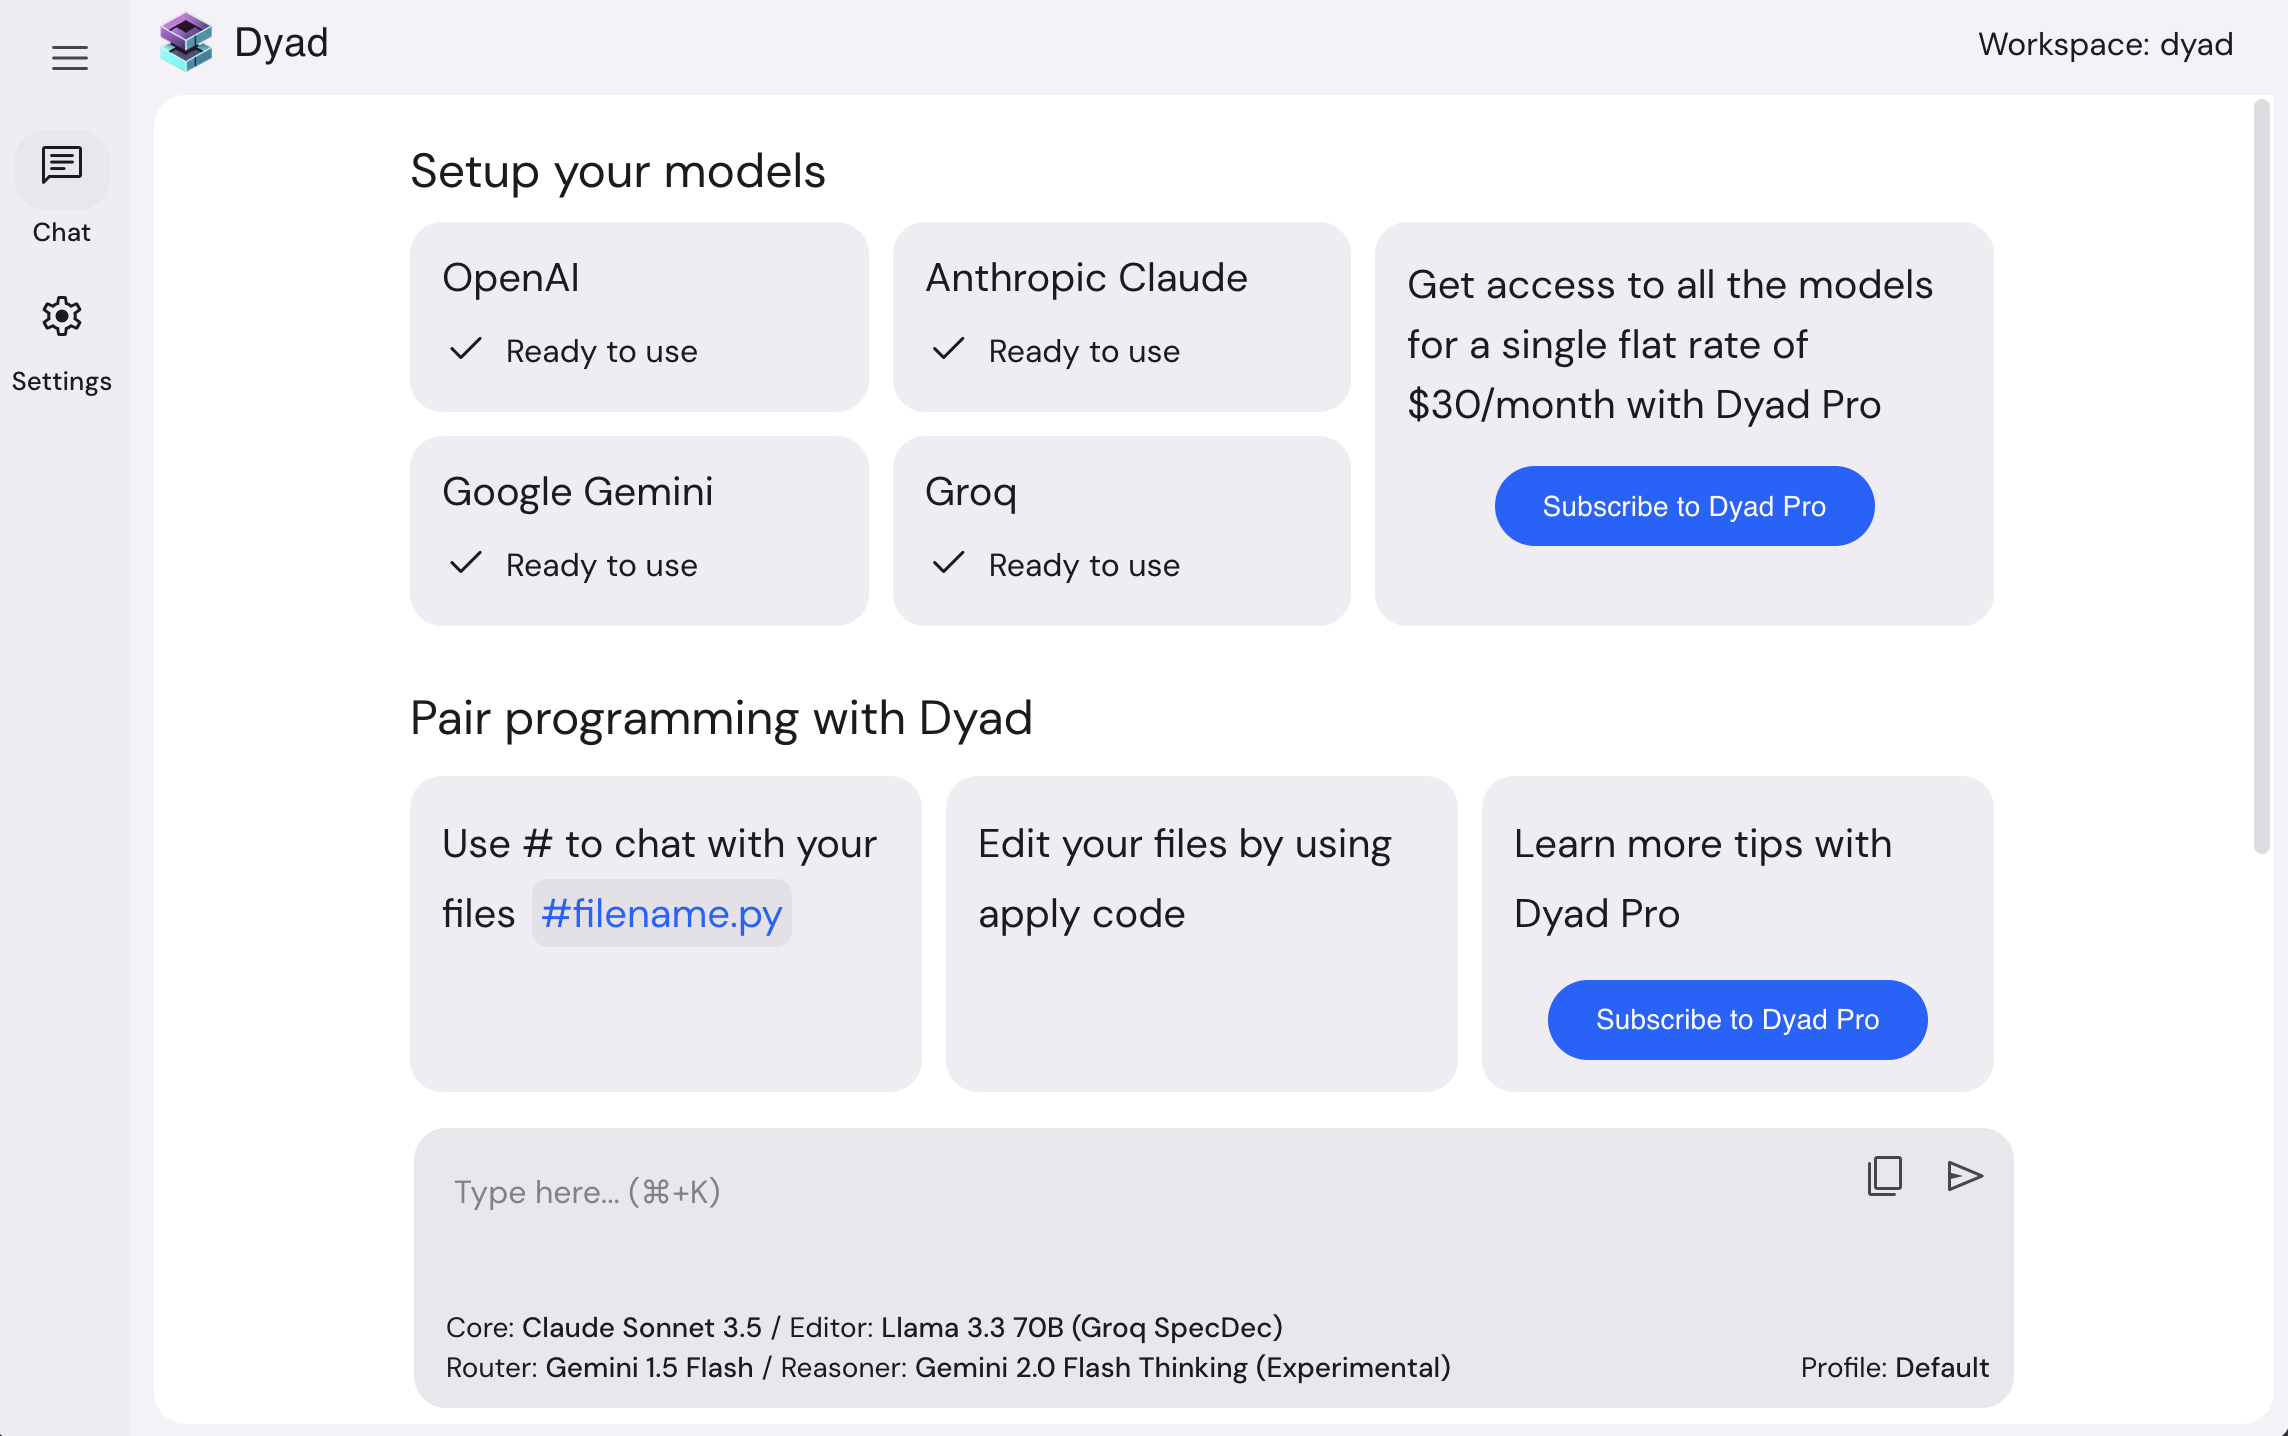 Dyad
Workspace: dyad
Chat
Settings
Setup your models
OpenAI
Ready to use
Anthropic Claude
Ready to use
Google Gemini
Ready to use
Groq
Ready to use
Get access to all the models
for a single flat rate of
$30/month with Dyad Pro
Subscribe to Dyad Pro
Pair programming with Dyad
Use # to chat with your
files #filename.py
Edit your files by using
apply code
Learn more tips with
Dyad Pro
Subscribe to Dyad Pro
Type here... (⌘+K)
Core: Claude Sonnet 3.5 / Editor: Llama 3.3 70B (Groq SpecDec)
Router: Gemini 1.5 Flash / Reasoner: Gemini 2.0 Flash Thinking (Experimental)
Profile: Default